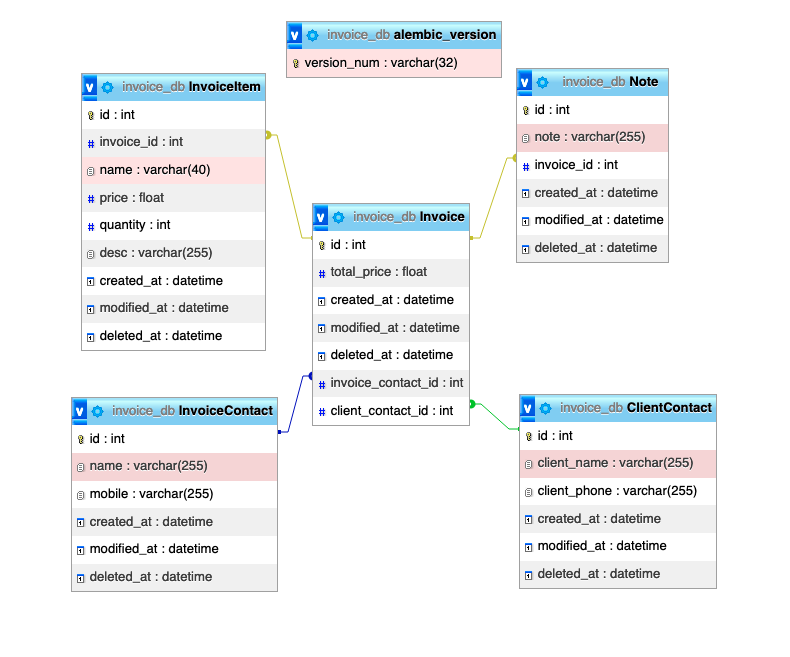 invoice_db alembic_version
version_num : varchar(32)
invoice_db InvoiceItem
id : int
invoice_id : int
name : varchar(40)
price : float
quantity : int
desc : varchar(255)
created_at : datetime
modified_at : datetime
deleted_at : datetime
invoice_db Note
id : int
note : varchar(255)
invoice_id : int
created_at : datetime
modified_at : datetime
deleted_at : datetime
invoice_db Invoice
id : int
total_price : float
created_at : datetime
modified_at : datetime
deleted_at : datetime
invoice_contact_id : int
client_contact_id : int
invoice_db InvoiceContact
id : int
name : varchar(255)
mobile : varchar(255)
created_at : datetime
modified_at : datetime
deleted_at : datetime
invoice_db ClientContact
id : int
client_name : varchar(255)
client_phone : varchar(255)
created_at : datetime
modified_at : datetime
deleted_at : datetime